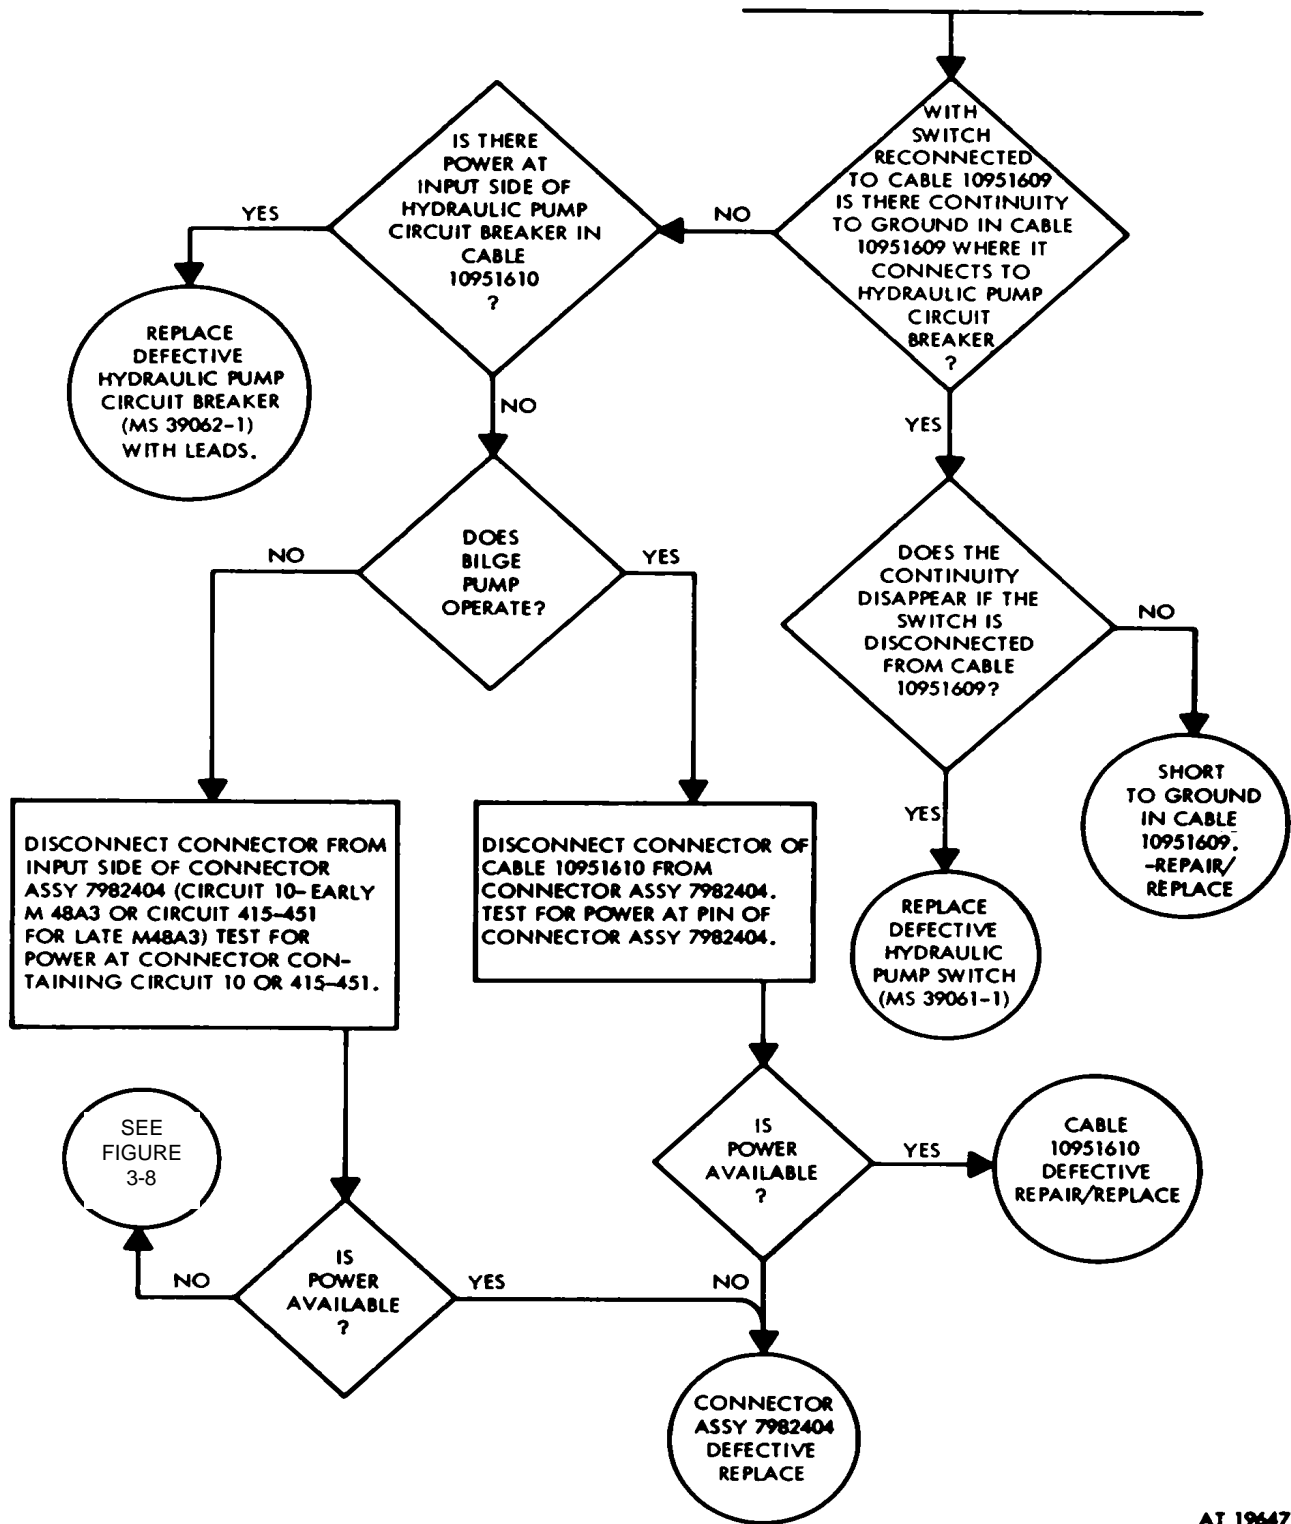 WITH
SWITCH
RECONNECTED
TO CABLE 10951609
IS THERE CONTINUITY
TO GROUND IN CABLE
10951609 WHERE IT
CONNECTS TO
HYDRAULIC PUMP
CIRCUIT
BREAKER
?
NO
YES
IS THERE
POWER AT
INPUT SIDE OF
HYDRAULIC PUMP
CIRCUIT BREAKER IN
CABLE
10951610
?
YES
NO
REPLACE
DEFECTIVE
HYDRAULIC PUMP
CIRCUIT BREAKER
(MS 39062-1)
WITH LEADS.
DOES
BILGE
PUMP
OPERATE?
NO
YES
DOES THE
CONTINUITY
DISAPPEAR IF THE
SWITCH IS
DISCONNECTED
FROM CABLE
10951609?
NO
YES
SHORT
TO GROUND
IN CABLE
10951609.
-REPAIR/
REPLACE
REPLACE
DEFECTIVE
HYDRAULIC
PUMP SWITCH
(MS 39061-1)
DISCONNECT CONNECTOR FROM
INPUT SIDE OF CONNECTOR
ASSY 7982404 (CIRCUIT 10-EARLY
M 48A3 OR CIRCUIT 415-451
FOR LATE M48A3) TEST FOR
POWER AT CONNECTOR CON-
TAINING CIRCUIT 10 OR 415-451.
DISCONNECT CONNECTOR OF
CABLE 10951610 FROM
CONNECTOR ASSY 7982404.
TEST FOR POWER AT PIN OF
CONNECTOR ASSY 7982404.
SEE
FIGURE
3-8
IS
POWER
AVAILABLE
?
NO
YES
IS
POWER
AVAILABLE
?
YES
NO
CABLE
10951610
DEFECTIVE
REPAIR/REPLACE
CONNECTOR
ASSY 7982404
DEFECTIVE
REPLACE
AT 19647